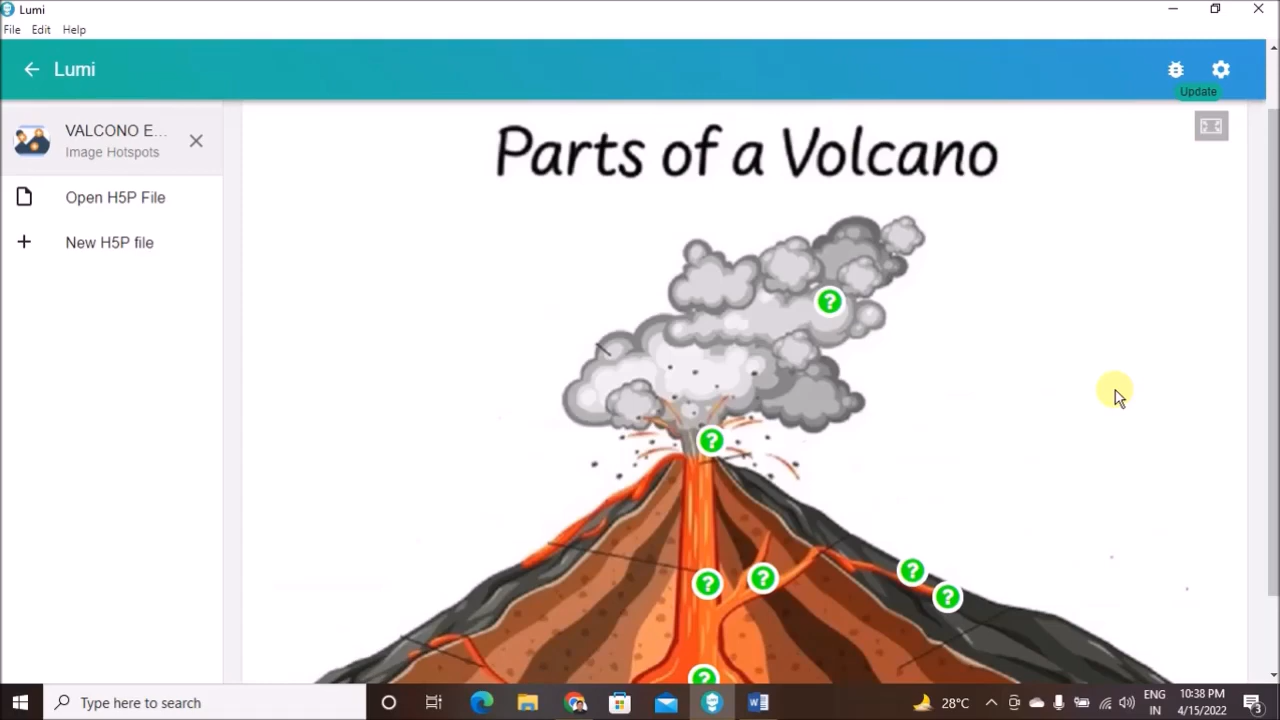 Lumi
File Edit Help
Lumi
Update
VALCONO E...
Image Hotspots
Open H5P File
New H5P file
Parts of a Volcano
?
?
?
?
?
?
?
Type here to search
28°C
ENG
IN
10:38 PM
4/15/2022
3